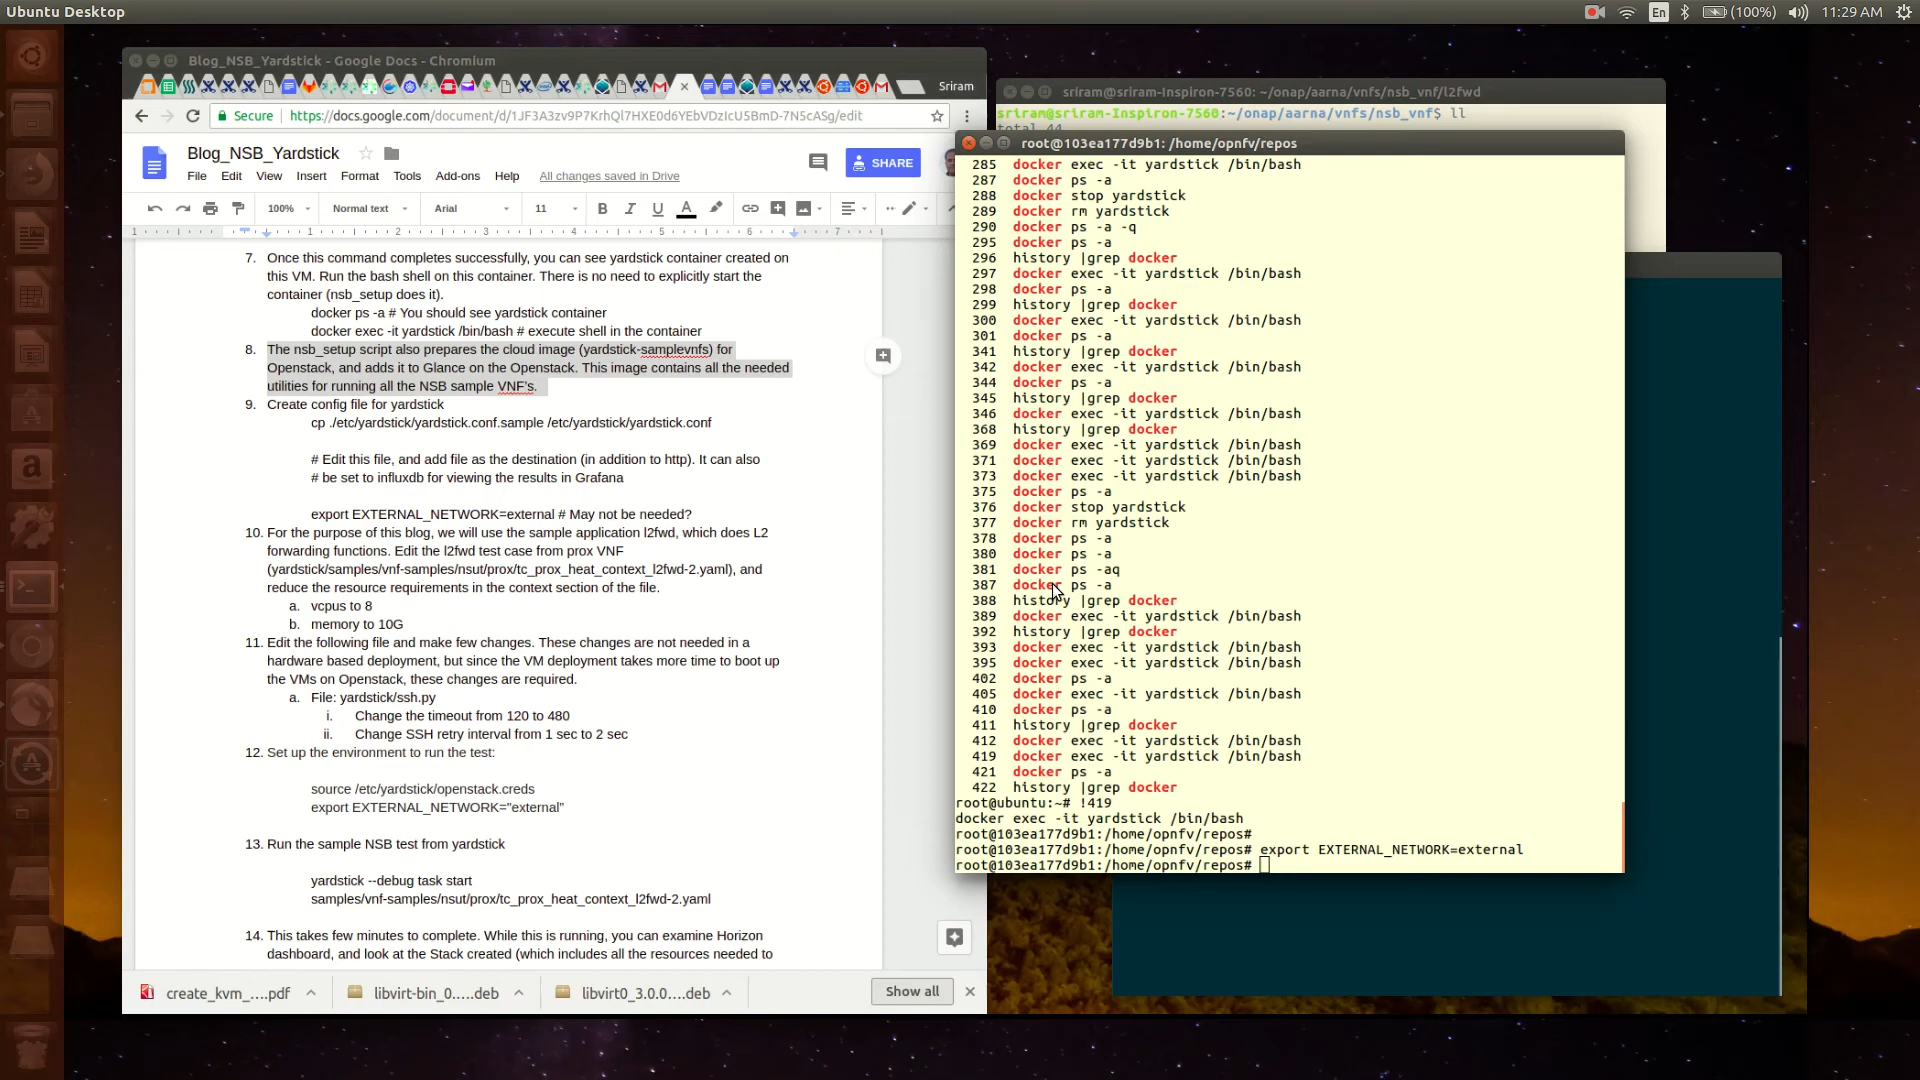 Ubuntu Desktop
En
(100%)
11:29 AM
Blog_NSB_Yardstick - Google Docs - Chromium
Sriram
Secure
https://docs.google.com/document/d/1JF3A3zv9P7KrhQl7HXE0d6YEbVDzIcU5BmD-7N5cASg/edit
Blog_NSB_Yardstick
SHARE
File
Edit
View
Insert
Format
Tools
Add-ons
Help
All changes saved in Drive
100%
Normal text
Arial
11
1
1
2
3
4
5
6
7
7. Once this command completes successfully, you can see yardstick container created on
this VM. Run the bash shell on this container. There is no need to explicitly start the
container (nsb_setup does it).
docker ps -a # You should see yardstick container
docker exec -it yardstick /bin/bash # execute shell in the container
8. The nsb_setup script also prepares the cloud image (yardstick-samplevnfs) for
Openstack, and adds it to Glance on the Openstack. This image contains all the needed
utilities for running all the NSB sample VNF's.
9. Create config file for yardstick
cp ./etc/yardstick/yardstick.conf.sample /etc/yardstick/yardstick.conf
# Edit this file, and add file as the destination (in addition to http). It can also
# be set to influxdb for viewing the results in Grafana
export EXTERNAL_NETWORK=external # May not be needed?
10. For the purpose of this blog, we will use the sample application l2fwd, which does L2
forwarding functions. Edit the l2fwd test case from prox VNF
(yardstick/samples/vnf-samples/nsut/prox/tc_prox_heat_context_l2fwd-2.yaml), and
reduce the resource requirements in the context section of the file.
a. vcpus to 8
b. memory to 10G
11. Edit the following file and make few changes. These changes are not needed in a
hardware based deployment, but since the VM deployment takes more time to boot up
the VMs on Openstack, these changes are required.
a. File: yardstick/ssh.py
i. Change the timeout from 120 to 480
ii. Change SSH retry interval from 1 sec to 2 sec
12. Set up the environment to run the test:
source /etc/yardstick/openstack.creds
export EXTERNAL_NETWORK="external"
13. Run the sample NSB test from yardstick
yardstick --debug task start
samples/vnf-samples/nsut/prox/tc_prox_heat_context_l2fwd-2.yaml
14. This takes few minutes to complete. While this is running, you can examine Horizon
dashboard, and look at the Stack created (which includes all the resources needed to
create_kvm_....pdf
libvirt-bin_0.....deb
libvirt0_3.0.0....deb
Show all
sriram@sriram-Inspiron-7560: ~/onap/aarna/vnfs/nsb_vnf/l2fwd
sriram@sriram-Inspiron-7560:~/onap/aarna/vnfs/nsb_vnf$ ll
total 44
root@103ea177d9b1: /home/opnfv/repos
285 docker exec -it yardstick /bin/bash
287 docker ps -a
288 docker stop yardstick
289 docker rm yardstick
290 docker ps -a -q
295 docker ps -a
296 history |grep docker
297 docker exec -it yardstick /bin/bash
298 docker ps -a
299 history |grep docker
300 docker exec -it yardstick /bin/bash
301 docker ps -a
341 history |grep docker
342 docker exec -it yardstick /bin/bash
344 docker ps -a
345 history |grep docker
346 docker exec -it yardstick /bin/bash
368 history |grep docker
369 docker exec -it yardstick /bin/bash
371 docker exec -it yardstick /bin/bash
373 docker exec -it yardstick /bin/bash
375 docker ps -a
376 docker stop yardstick
377 docker rm yardstick
378 docker ps -a
380 docker ps -a
381 docker ps -aq
387 docker ps -a
388 history |grep docker
389 docker exec -it yardstick /bin/bash
392 history |grep docker
393 docker exec -it yardstick /bin/bash
395 docker exec -it yardstick /bin/bash
402 docker ps -a
405 docker exec -it yardstick /bin/bash
410 docker ps -a
411 history |grep docker
412 docker exec -it yardstick /bin/bash
419 docker exec -it yardstick /bin/bash
421 docker ps -a
422 history |grep docker
root@ubuntu:~# !419
docker exec -it yardstick /bin/bash
root@103ea177d9b1:/home/opnfv/repos#
root@103ea177d9b1:/home/opnfv/repos# export EXTERNAL_NETWORK=external
root@103ea177d9b1:/home/opnfv/repos#